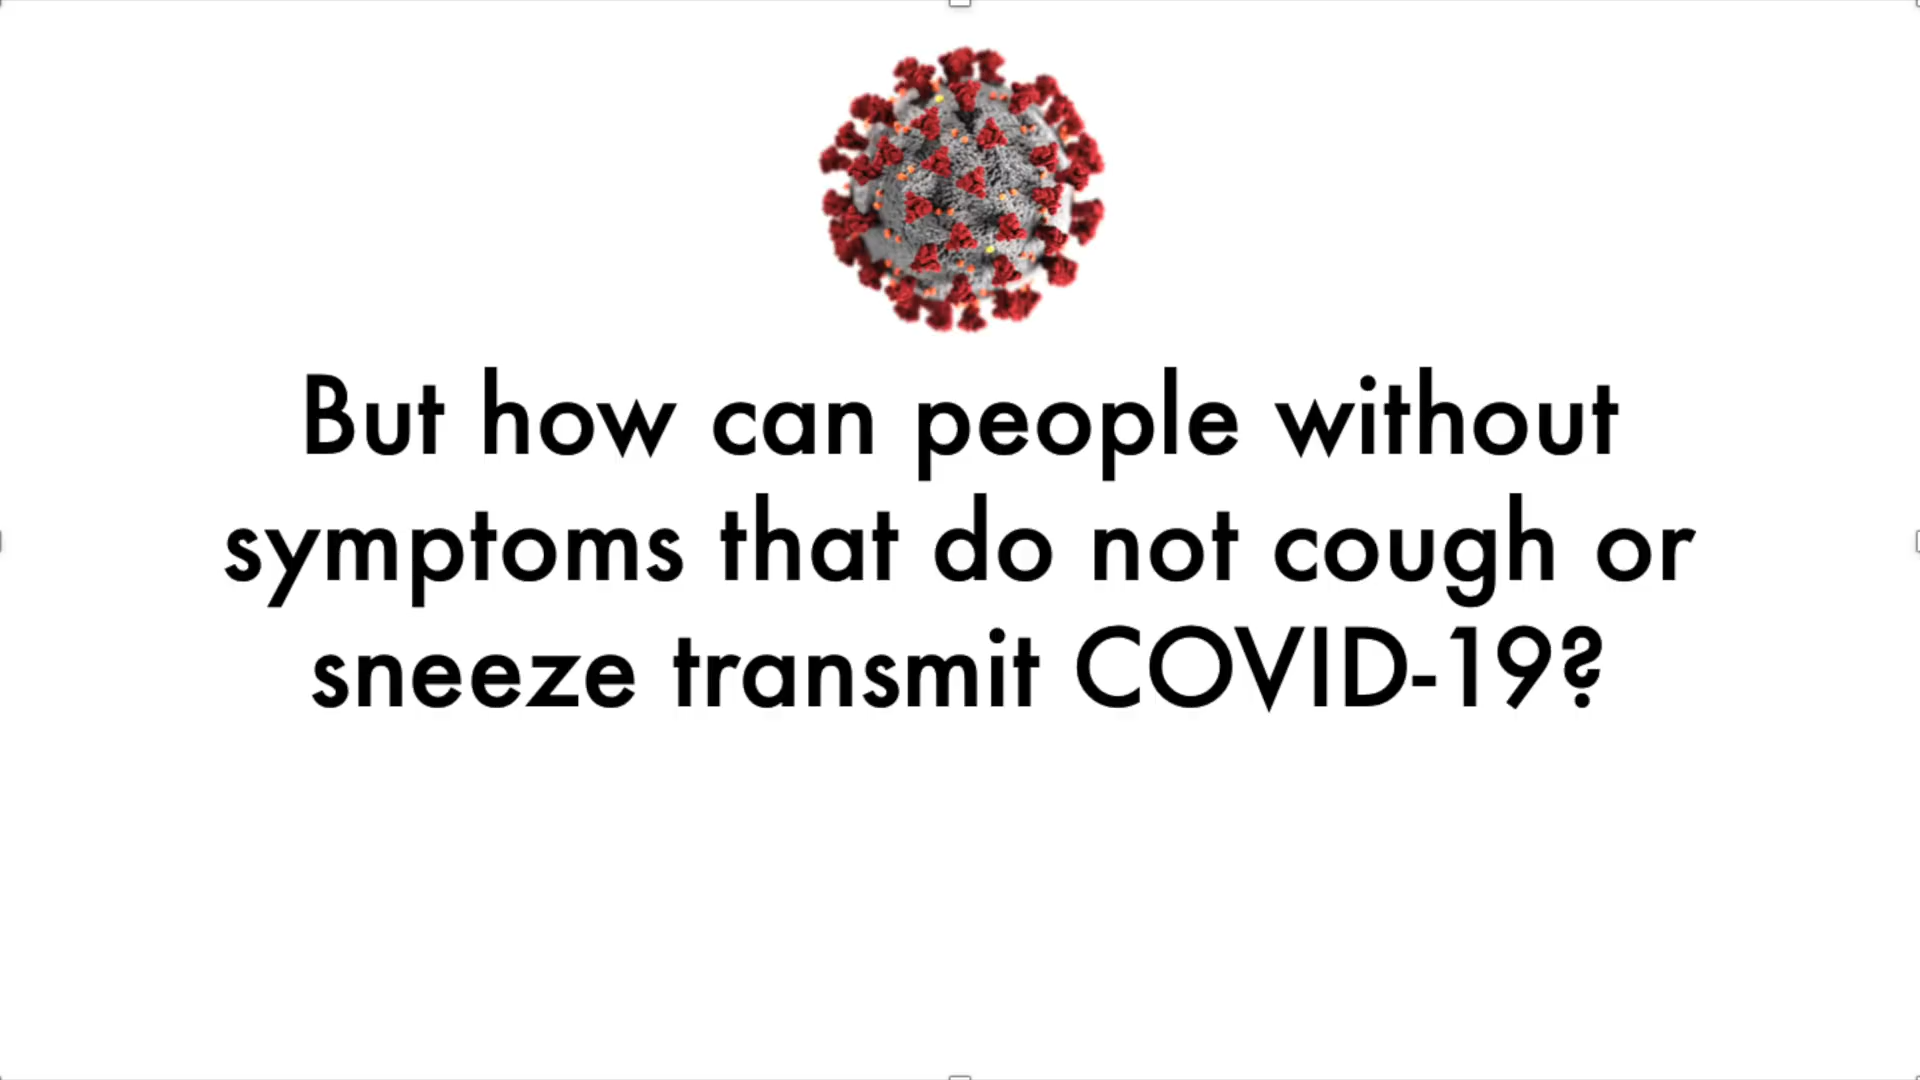 But how can people without
symptoms that do not cough or
sneeze transmit COVID-19?